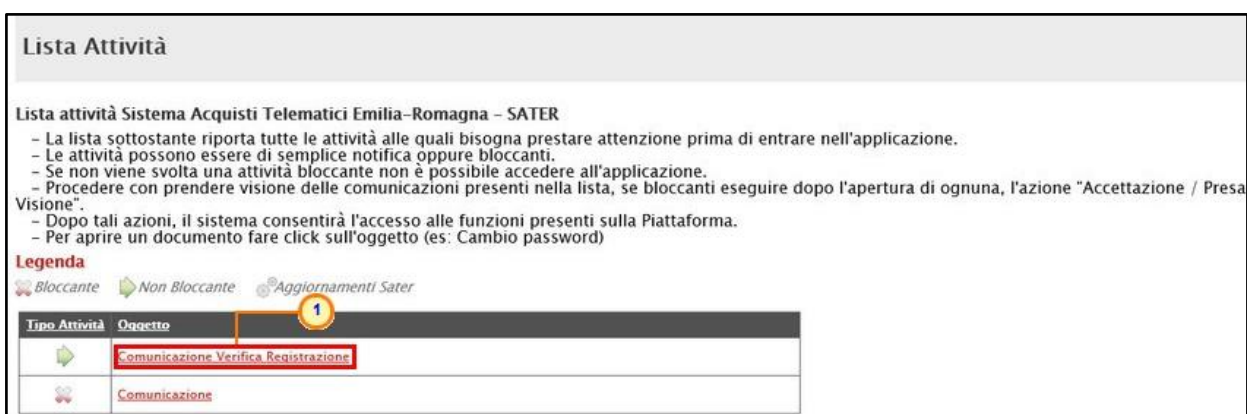 Lista Attività
Lista attività Sistema Acquisti Telematici Emilia-Romagna - SATER
- La lista sottostante riporta tutte le attività alle quali bisogna prestare attenzione prima di entrare nell'applicazione.
- Le attività possono essere di semplice notifica oppure bloccanti.
- Se non viene svolta una attività bloccante non è possibile accedere all'applicazione.
- Procedere con prendere visione delle comunicazioni presenti nella lista, se bloccanti eseguire dopo l'apertura di ognuna, l'azione "Accettazione / Presa
Visione".
- Dopo tali azioni, il sistema consentirà l'accesso alle funzioni presenti sulla Piattaforma.
- Per aprire un documento fare click sull'oggetto (es: Cambio password)
Legenda
Bloccante Non Bloccante Aggiornamenti Sater
1
Tipo Attività Oggetto
Comunicazione Verifica Registrazione
Comunicazione